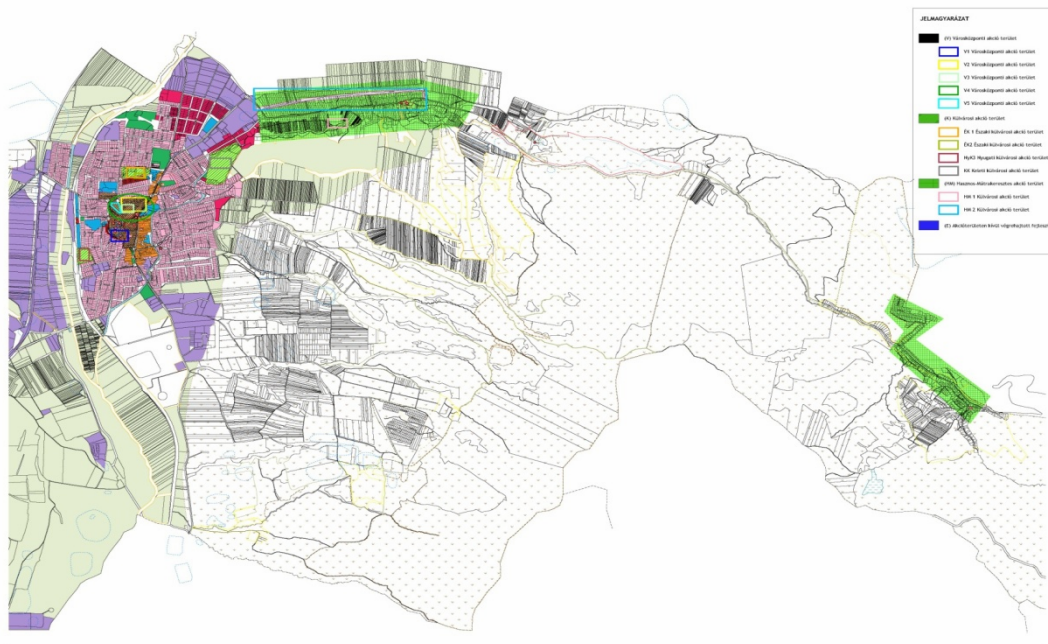 JELMAGYARÁZAT
(V) Városközponti akció terület
V1 Városközponti akció terület
V2 Városközponti akció terület
V3 Városközponti akció terület
V4 Városközponti akció terület
V5 Városközponti akció terület
(K) Külvárosi akció terület
ÉK 1 Északi külvárosi akció terület
ÉK2 Északi külvárosi akció terület
NyK3 Nyugati külvárosi akció terület
KK Keleti külvárosi akció terület
(HM) Hasznos-Mátrakeresztes akció terület
HM 1 Külvárosi akció terület
HM 2 Külvárosi akció terület
(E) Akcióterületen kívül végrehajtott fejleszt